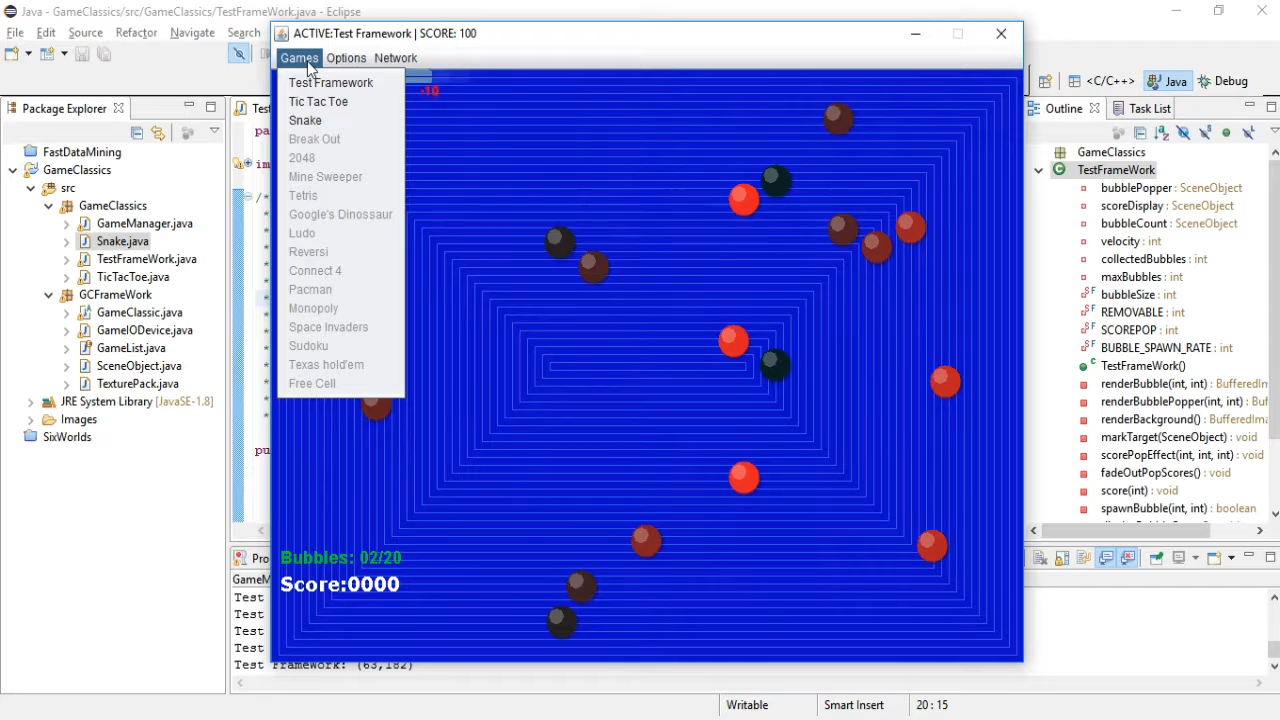 Java - GameClassics/src/GameClassics/TestFrameWork.java - Eclipse
File Edit Source Refactor Navigate Search
ACTIVE:Test Framework | SCORE: 100
Games Options Network
C/C++> Java Debug
Package Explorer
FastDataMining
GameClassics
src
GameClassics
GameManager.java
Snake.java
TestFrameWork.java
TicTacToe.java
GCFrameWork
GameClassic.java
GameIODevice.java
GameList.java
SceneObject.java
TexturePack.java
JRE System Library [JavaSE-1.8]
Images
SixWorlds
Test Framework
Tic Tac Toe
Snake
Break Out
2048
Mine Sweeper
Tetris
Google's Dinossaur
Ludo
Reversi
Connect 4
Pacman
Monopoly
Space Invaders
Sudoku
Texas hold'em
Free Cell
-10
Bubbles: 02/20
Score:0000
Outline Task List
GameClassics
TestFrameWork
bubblePopper : SceneObject
scoreDisplay : SceneObject
bubbleCount : SceneObject
velocity : int
collectedBubbles : int
maxBubbles : int
bubbleSize : int
REMOVABLE : int
SCOREPOP : int
BUBBLE_SPAWN_RATE : int
TestFrameWork()
renderBubble(int, int) : BufferedIma
renderBubblePopper(int, int) : Buf
renderBackground() : BufferedIma
markTarget(SceneObject) : void
scorePopEffect(int, int, int) : void
fadeOutPopScores() : void
score(int) : void
spawnBubble(int, int) : boolean
Test
Test
Test
Test
Test Framework: (63,182)
Writable Smart Insert 20 : 15